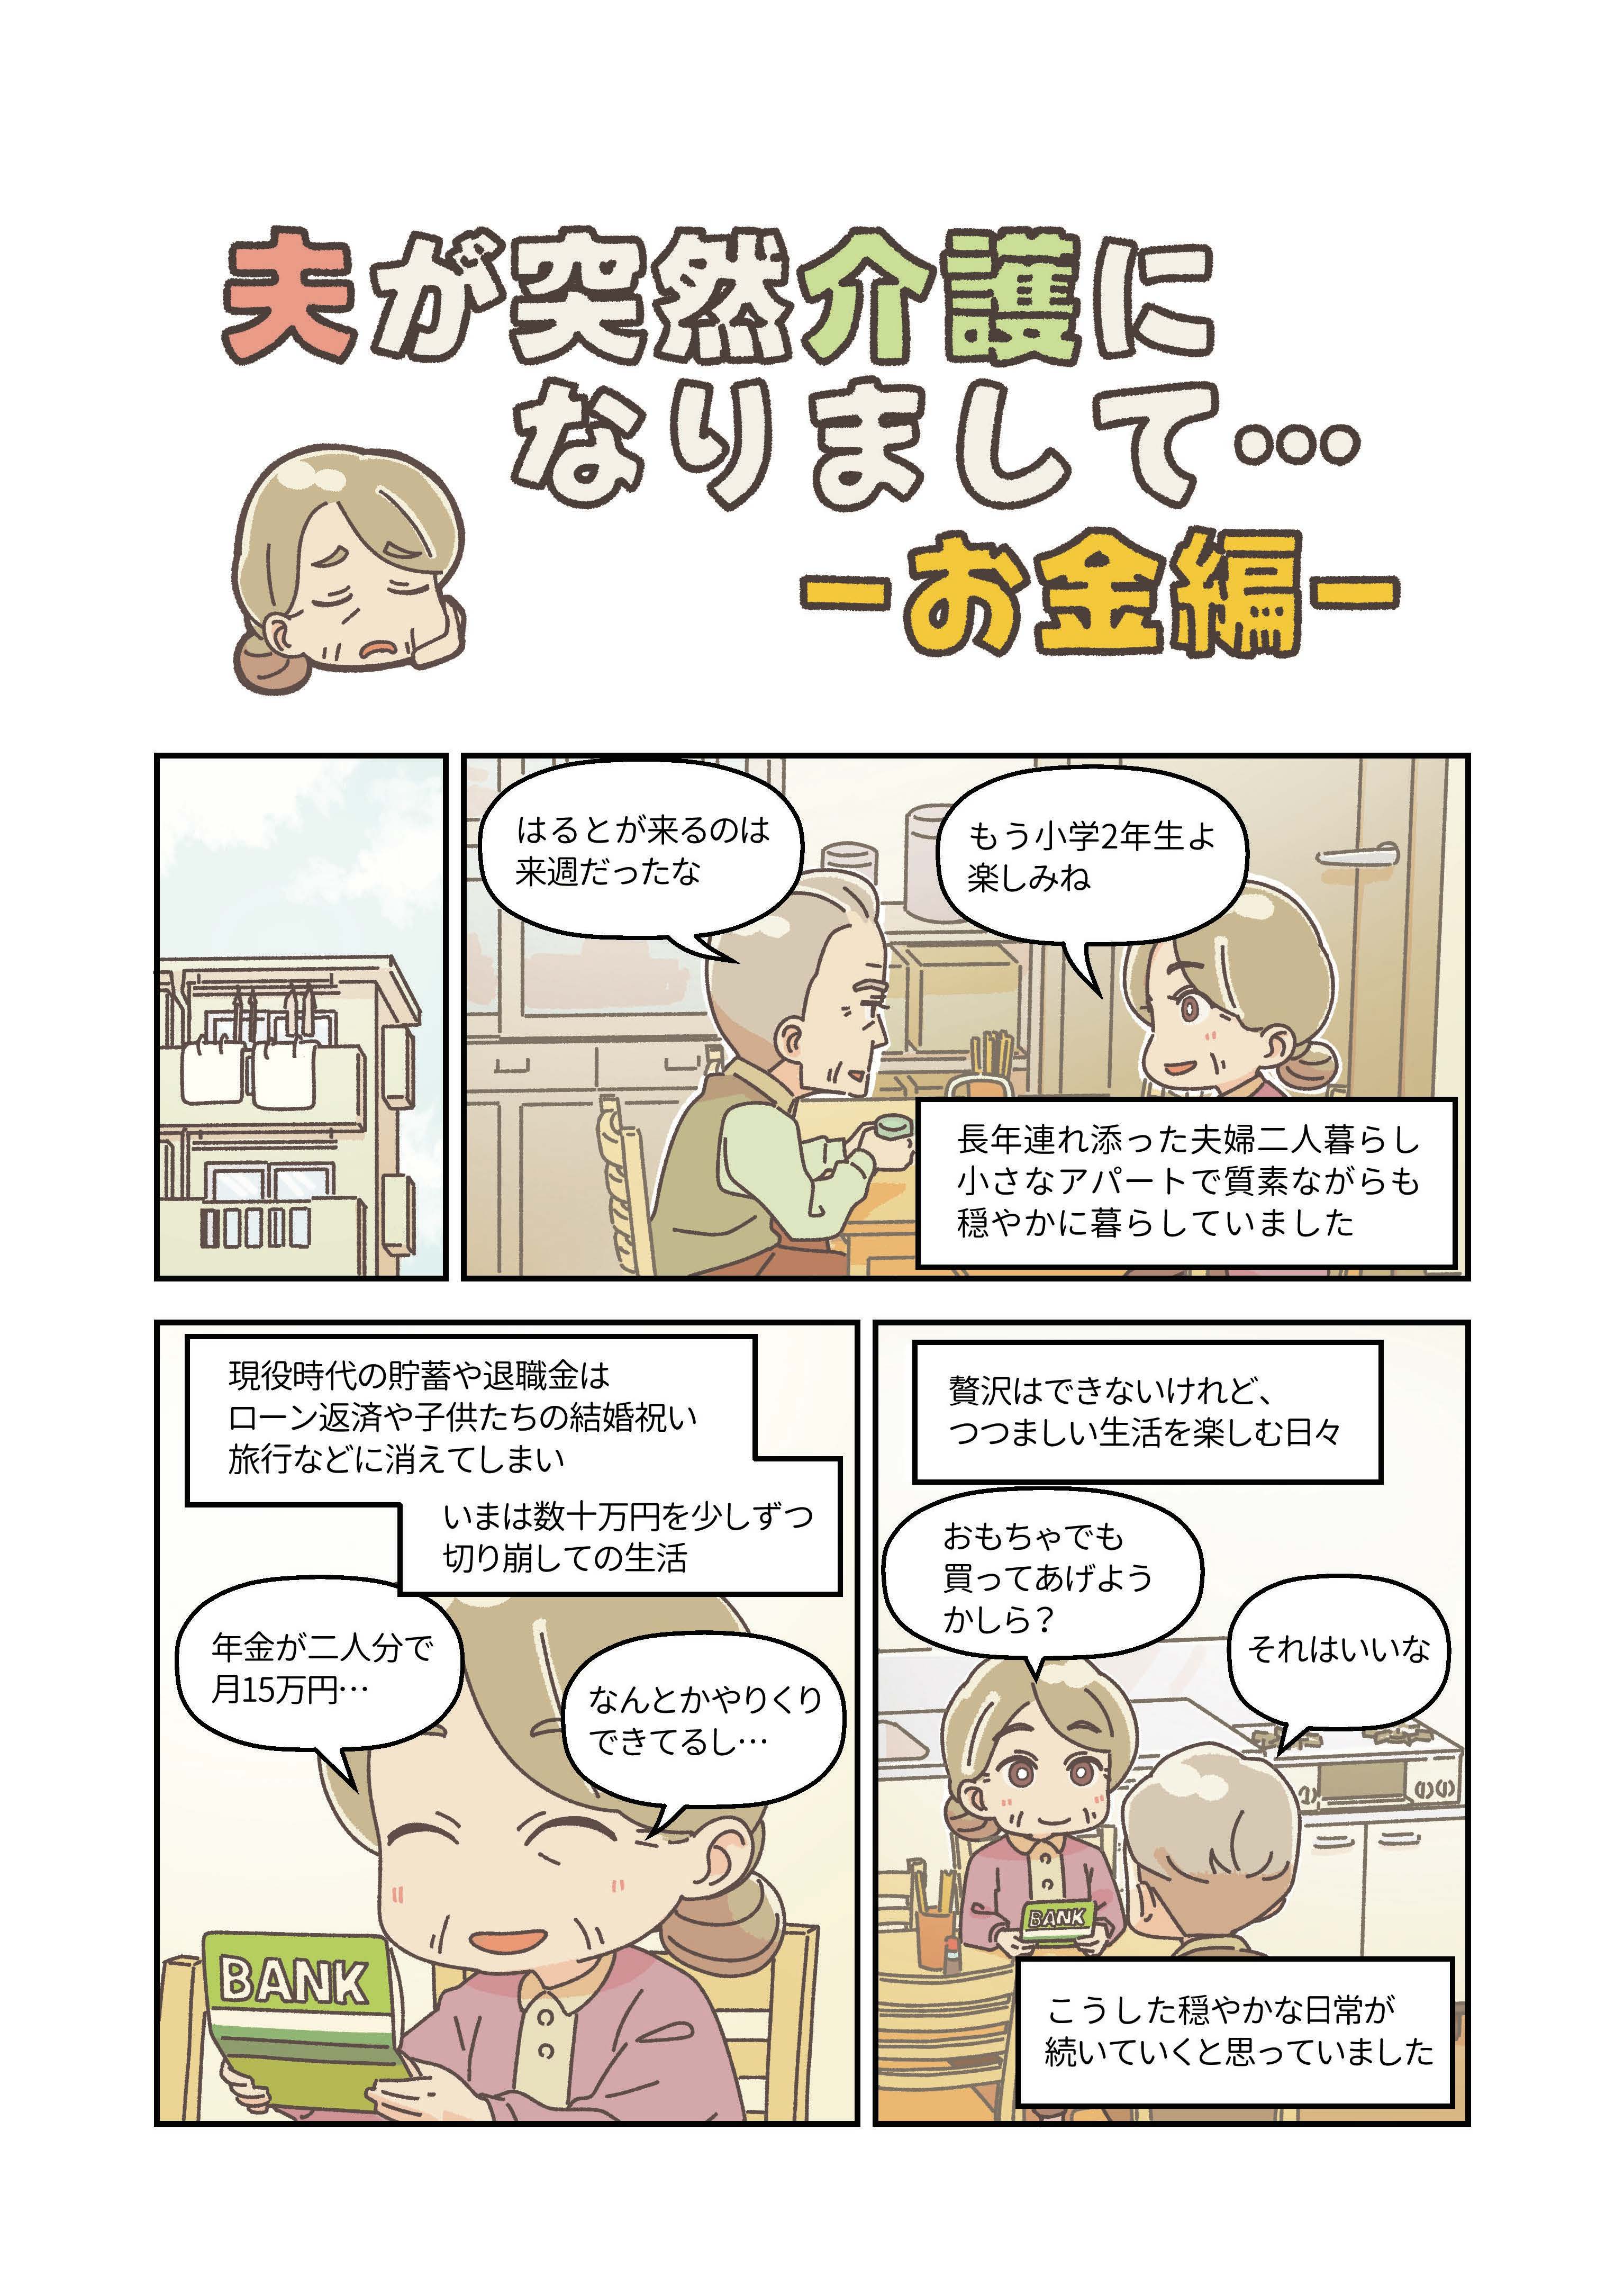 夫が突然介護に
なりまして…
－お金編－
はるとが来るのは
来週だったな
もう小学2年生よ
楽しみね
長年連れ添った夫婦二人暮らし
小さなアパートで質素ながらも
穏やかに暮らしていました
現役時代の貯蓄や退職金は
ローン返済や子供たちの結婚祝い
旅行などに消えてしまい
いまは数十万円を少しずつ
切り崩しての生活
年金が二人分で
月15万円…
なんとかやりくり
できてるし…
BANK
贅沢はできないけれど、
つつましい生活を楽しむ日々
おもちゃでも
買ってあげよう
かしら？
それはいいな
BANK
こうした穏やかな日常が
続いていくと思っていました